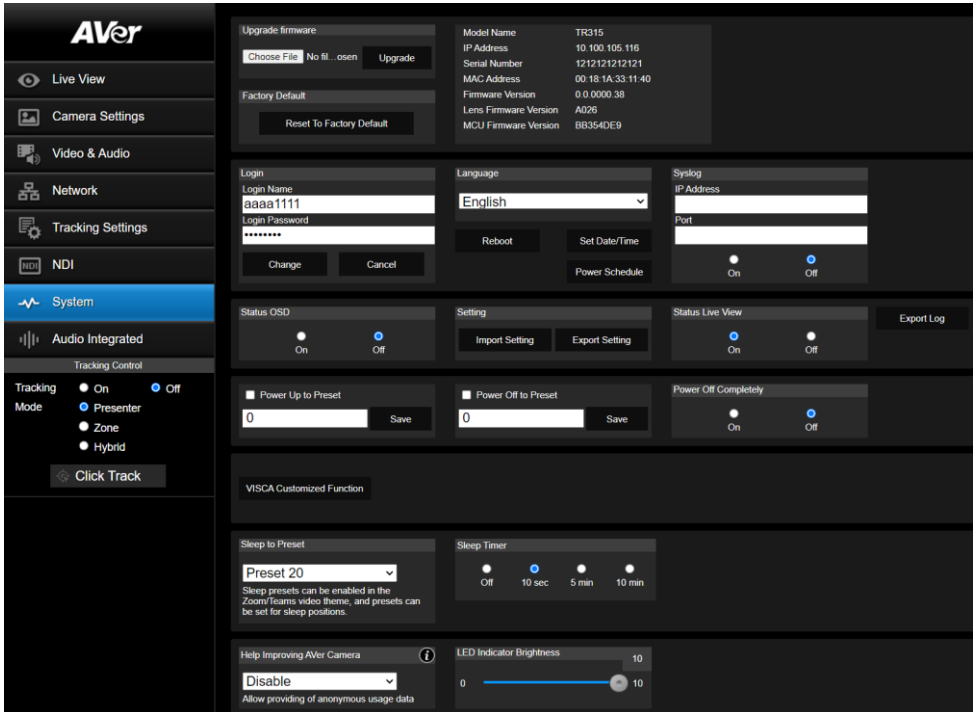 AVer
Live View
Camera Settings
Video & Audio
Network
Tracking Settings
NDI NDI
System
Audio Integrated
Tracking Control
Tracking On Off
Mode Presenter
Zone
Hybrid
Click Track
Upgrade firmware
Choose File No fil...osen Upgrade
Factory Default
Reset To Factory Default
Model Name TR315
IP Address 10.100.105.116
Serial Number 1212121212121
MAC Address 00:18:1A:33:11:40
Firmware Version 0.0.0000.38
Lens Firmware Version A026
MCU Firmware Version BB354DE9
Login
Login Name
aaaa1111
Login Password
••••••••
Change Cancel
Language
English
Reboot Set Date/Time
Power Schedule
Syslog
IP Address
Port
On Off
Status OSD
On Off
Setting
Import Setting Export Setting
Status Live View
On Off
Export Log
Power Up to Preset
0 Save
Power Off to Preset
0 Save
Power Off Completely
On Off
VISCA Customized Function
Sleep to Preset
Preset 20
Sleep presets can be enabled in the
Zoom/Teams video theme, and presets can
be set for sleep positions.
Sleep Timer
Off 10 sec 5 min 10 min
Help Improving AVer Camera i
Disable
Allow providing of anonymous usage data
LED Indicator Brightness
10
0 10